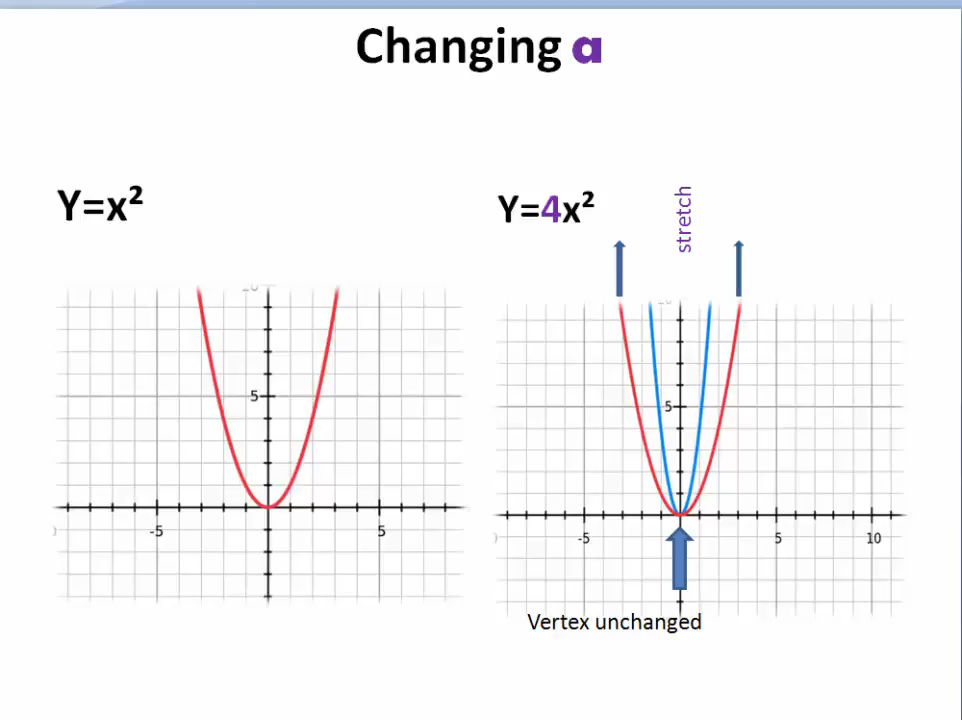 Changing a
Y=x²
Y=4x²
stretch
5
-5
5
5
-5
5
10
Vertex unchanged